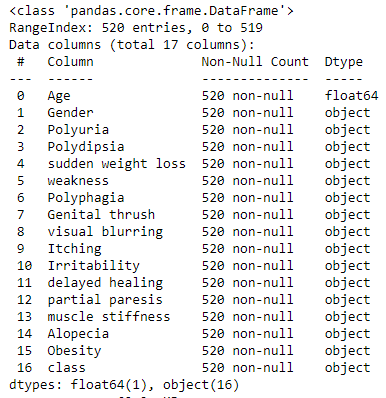 <class 'pandas.core.frame.DataFrame'>
RangeIndex: 520 entries, 0 to 519
Data columns (total 17 columns):
 #   Column              Non-Null Count  Dtype
---  ------              --------------  -----
 0   Age                 520 non-null    float64
 1   Gender              520 non-null    object
 2   Polyuria            520 non-null    object
 3   Polydipsia          520 non-null    object
 4   sudden weight loss  520 non-null    object
 5   weakness            520 non-null    object
 6   Polyphagia          520 non-null    object
 7   Genital thrush      520 non-null    object
 8   visual blurring     520 non-null    object
 9   Itching             520 non-null    object
 10  Irritability        520 non-null    object
 11  delayed healing     520 non-null    object
 12  partial paresis     520 non-null    object
 13  muscle stiffness    520 non-null    object
 14  Alopecia            520 non-null    object
 15  Obesity             520 non-null    object
 16  class               520 non-null    object
dtypes: float64(1), object(16)